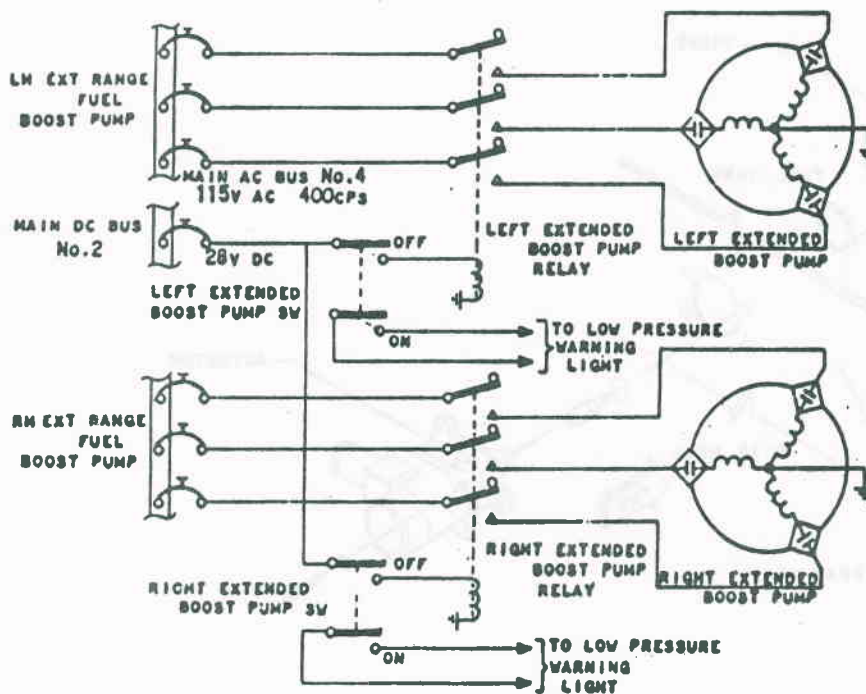 LH EXT RANGE
FUEL
BOOST PUMP
MAIN AC BUS No.4
115V AC 400CPS
MAIN DC BUS
No.2
28V DC
OFF
LEFT EXTENDED
BOOST PUMP SW
ON
LEFT EXTENDED
BOOST PUMP
RELAY
LEFT EXTENDED
BOOST PUMP
TO LOW PRESSURE
WARNING
LIGHT
RH EXT RANGE
FUEL
BOOST PUMP
OFF
RIGHT EXTENDED
BOOST PUMP SW
ON
RIGHT EXTENDED
BOOST PUMP
RELAY
RIGHT EXTENDED
BOOST PUMP
TO LOW PRESSURE
WARNING
LIGHT